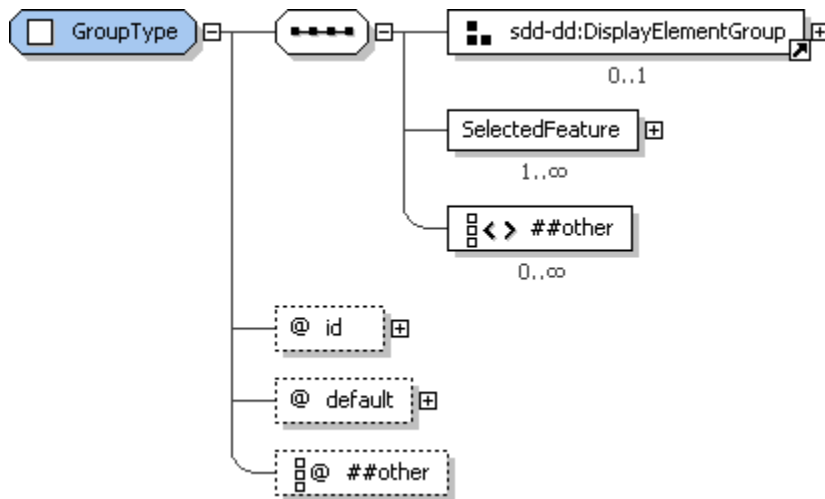 GroupType
sdd-dd:DisplayElementGroup
0..1
SelectedFeature
1..∞
<> ##other
0..∞
@ id
@ default
@ ##other